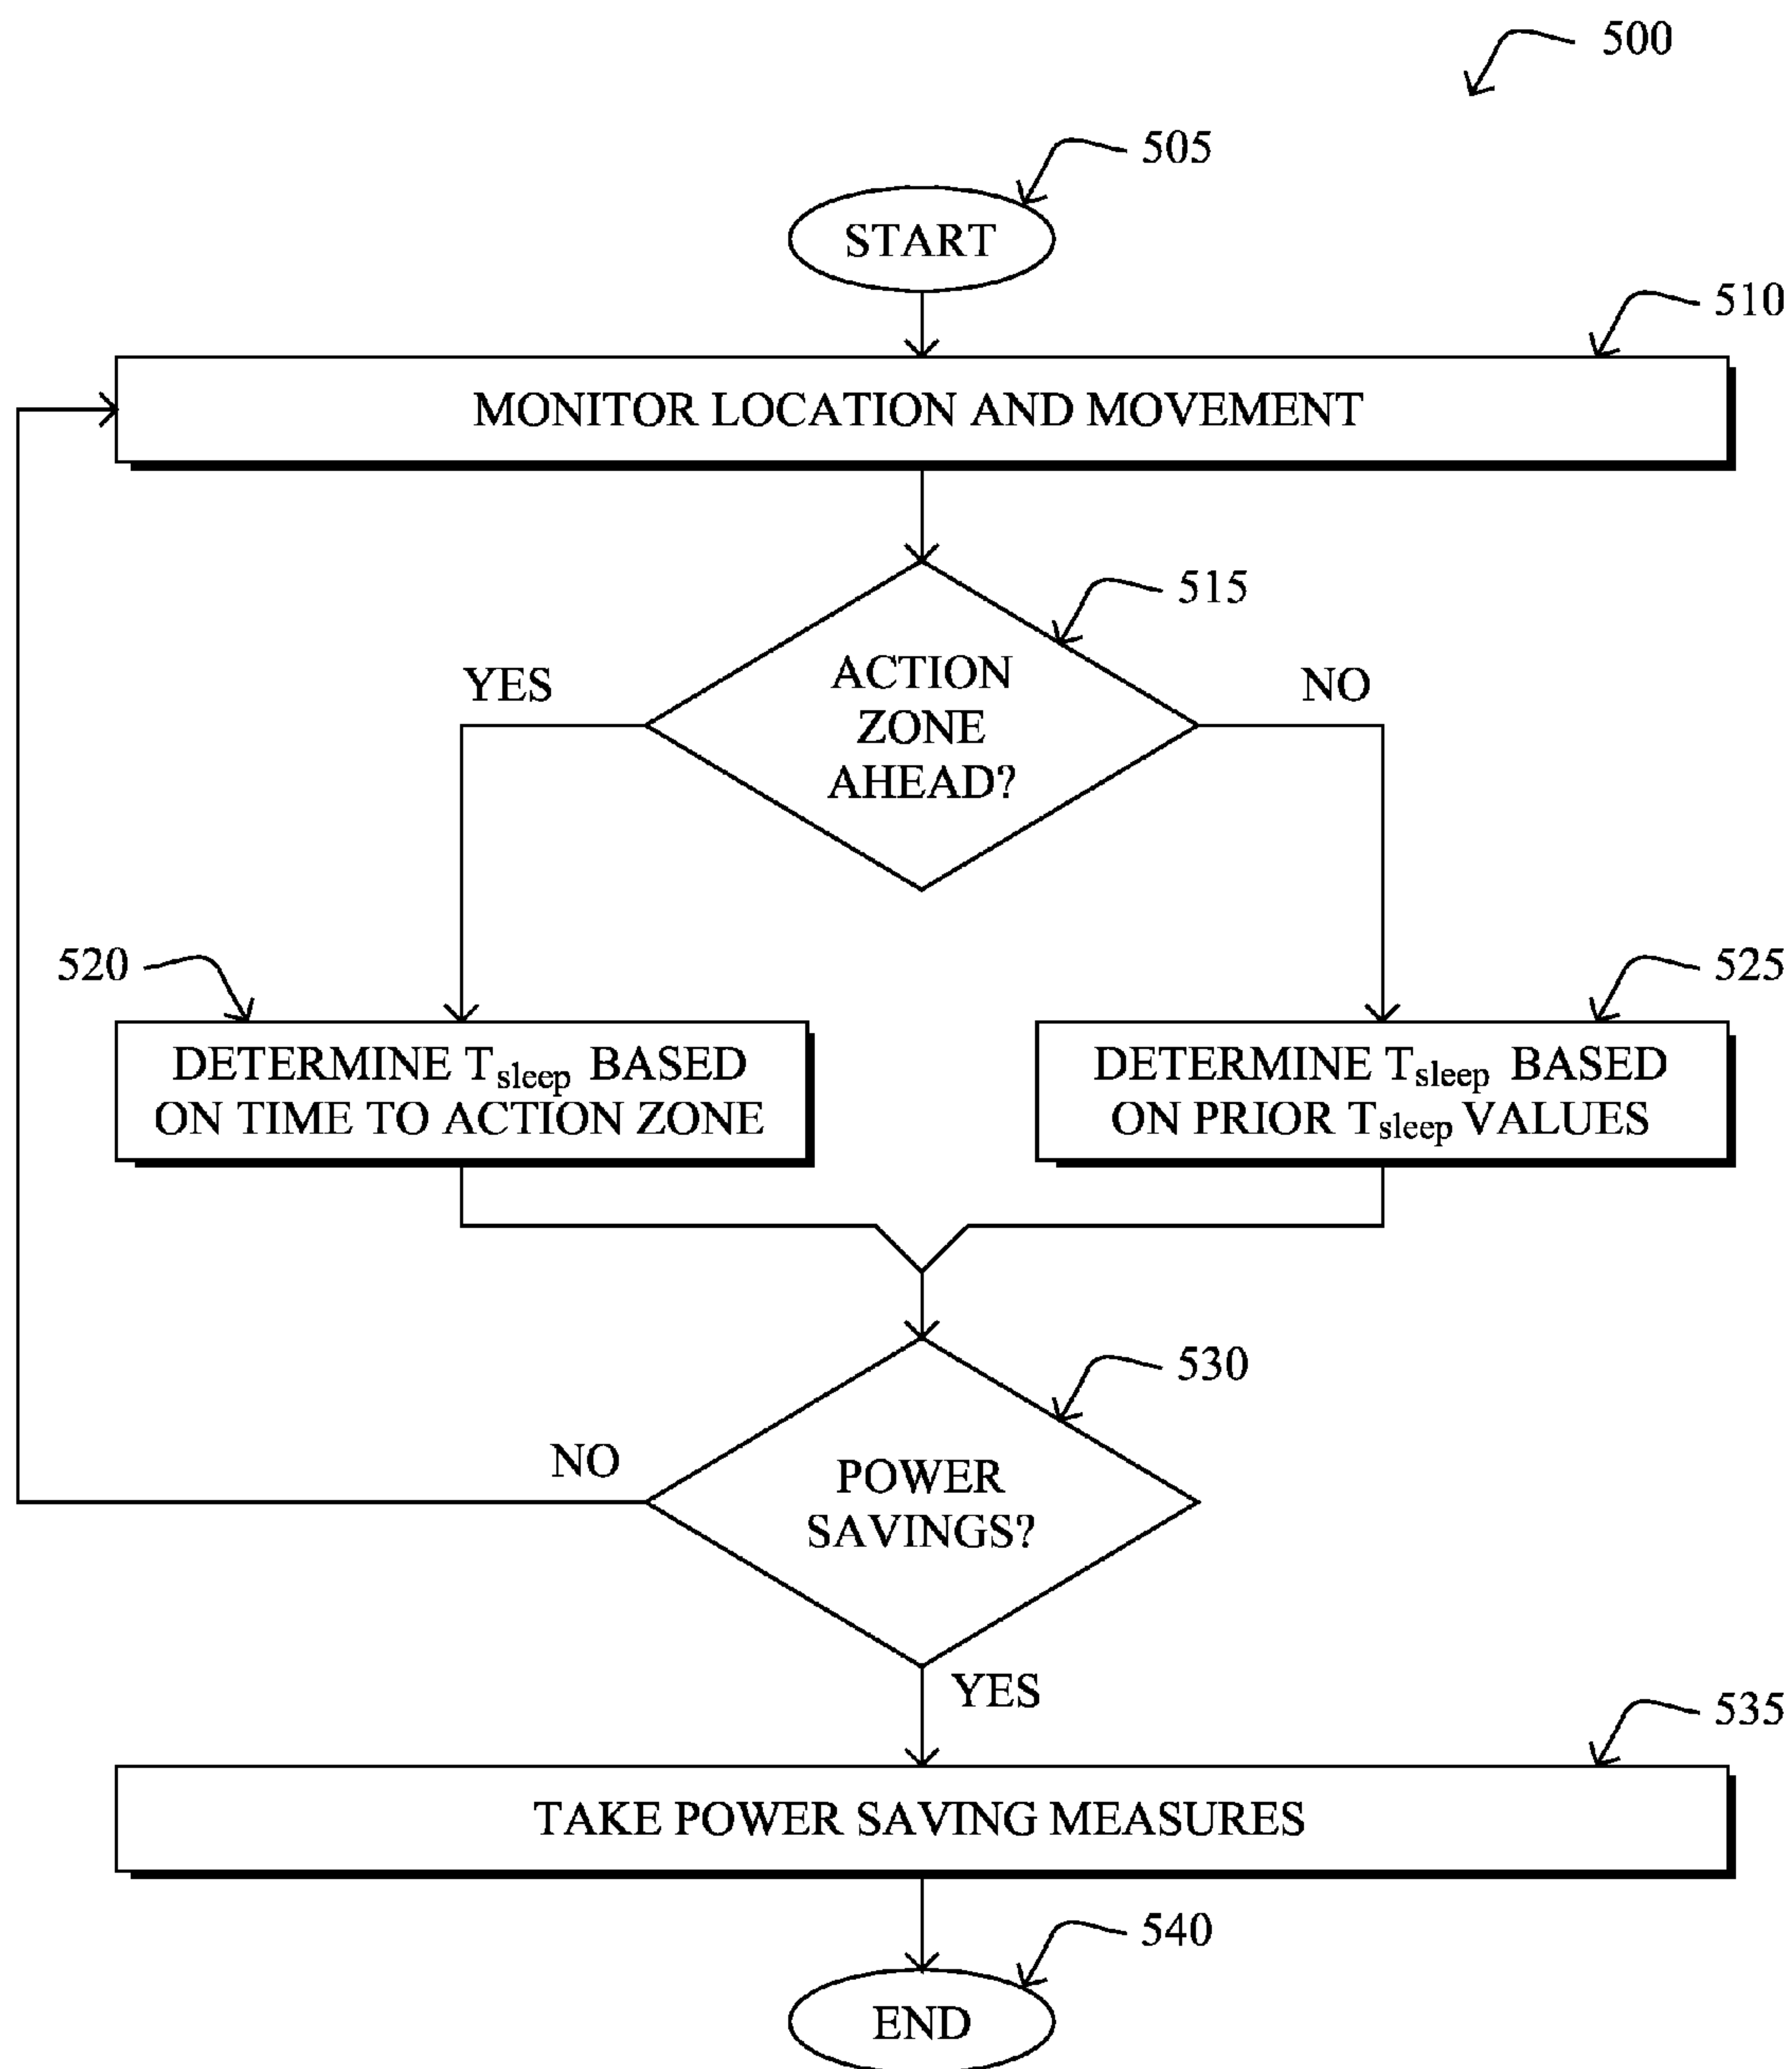 500
505
START
510
MONITOR LOCATION AND MOVEMENT
515
YES
NO
ACTION
ZONE
AHEAD?
520
525
DETERMINE Tsleep BASED
ON TIME TO ACTION ZONE
DETERMINE Tsleep BASED
ON PRIOR Tsleep VALUES
530
NO
POWER
SAVINGS?
YES
535
TAKE POWER SAVING MEASURES
540
END